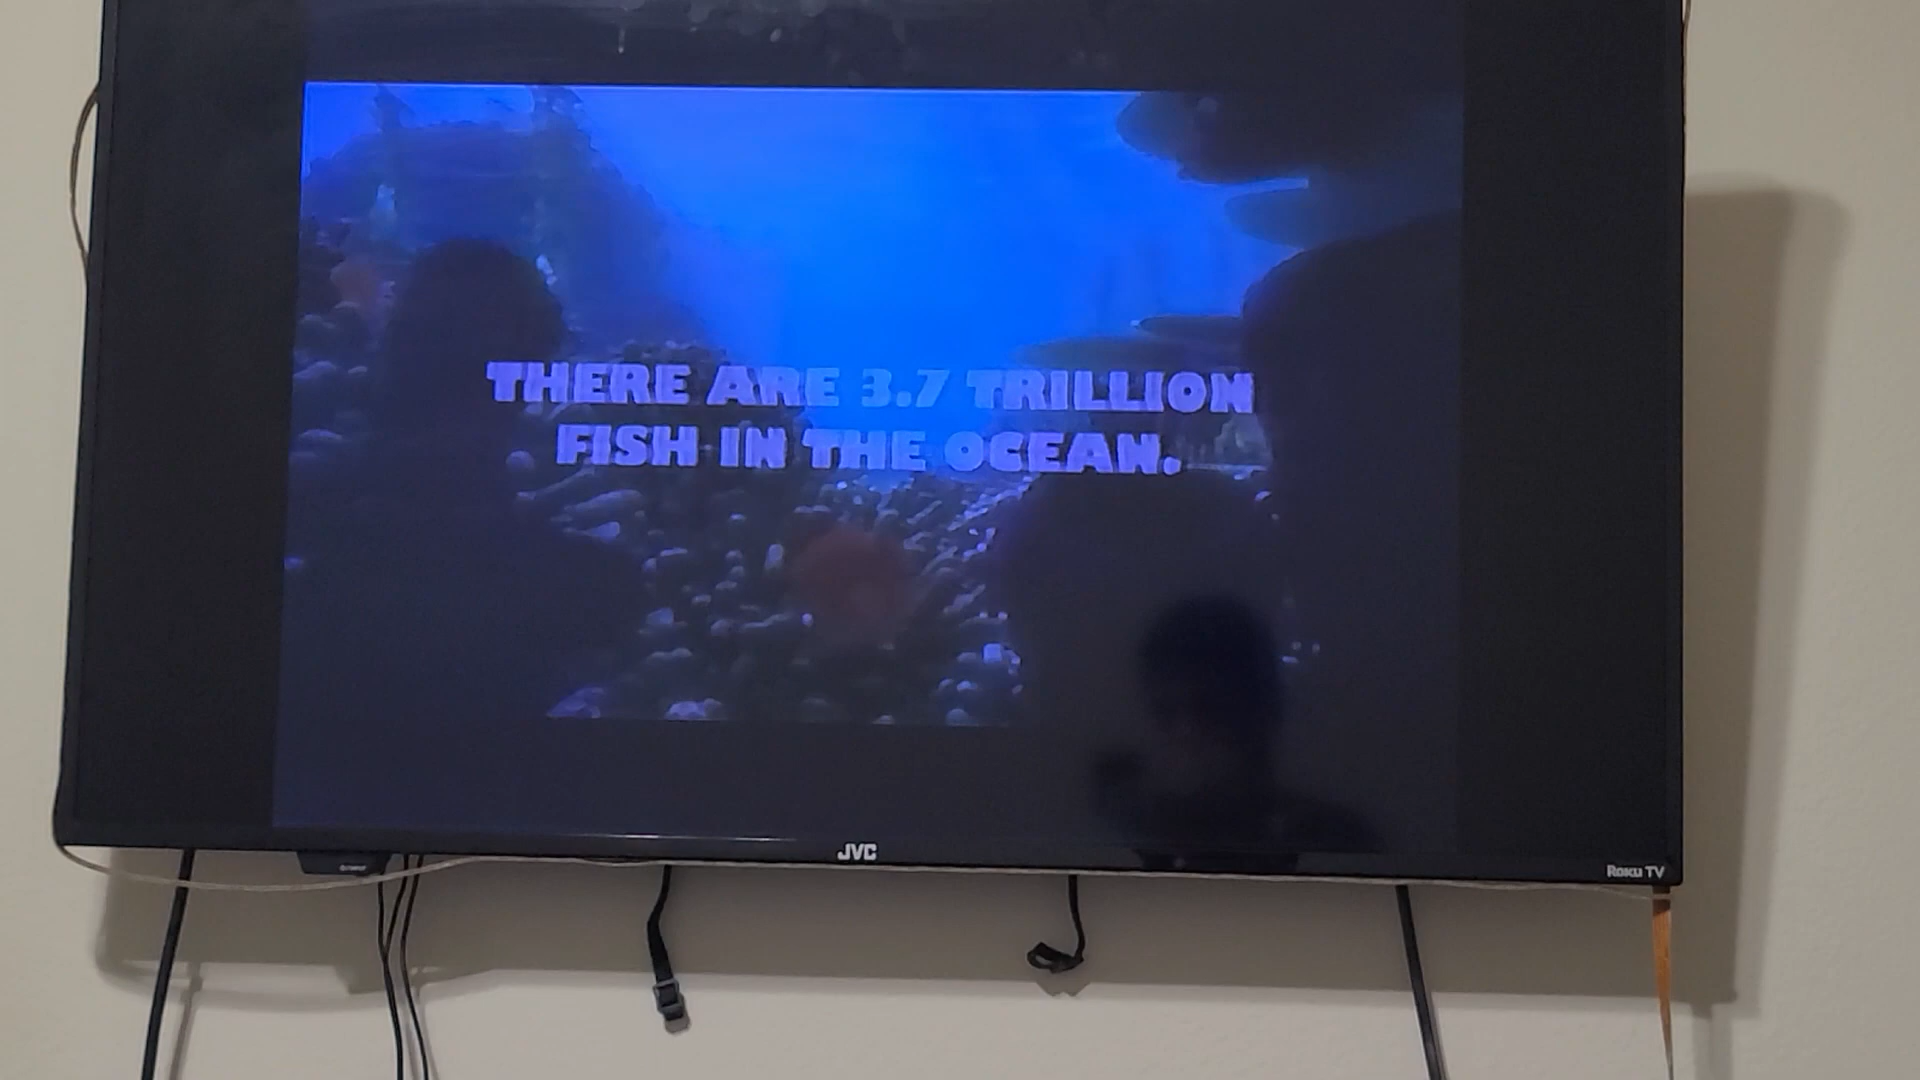 THERE ARE 3.7 TRILLION
FISH IN THE OCEAN.
JVC
Roku TV